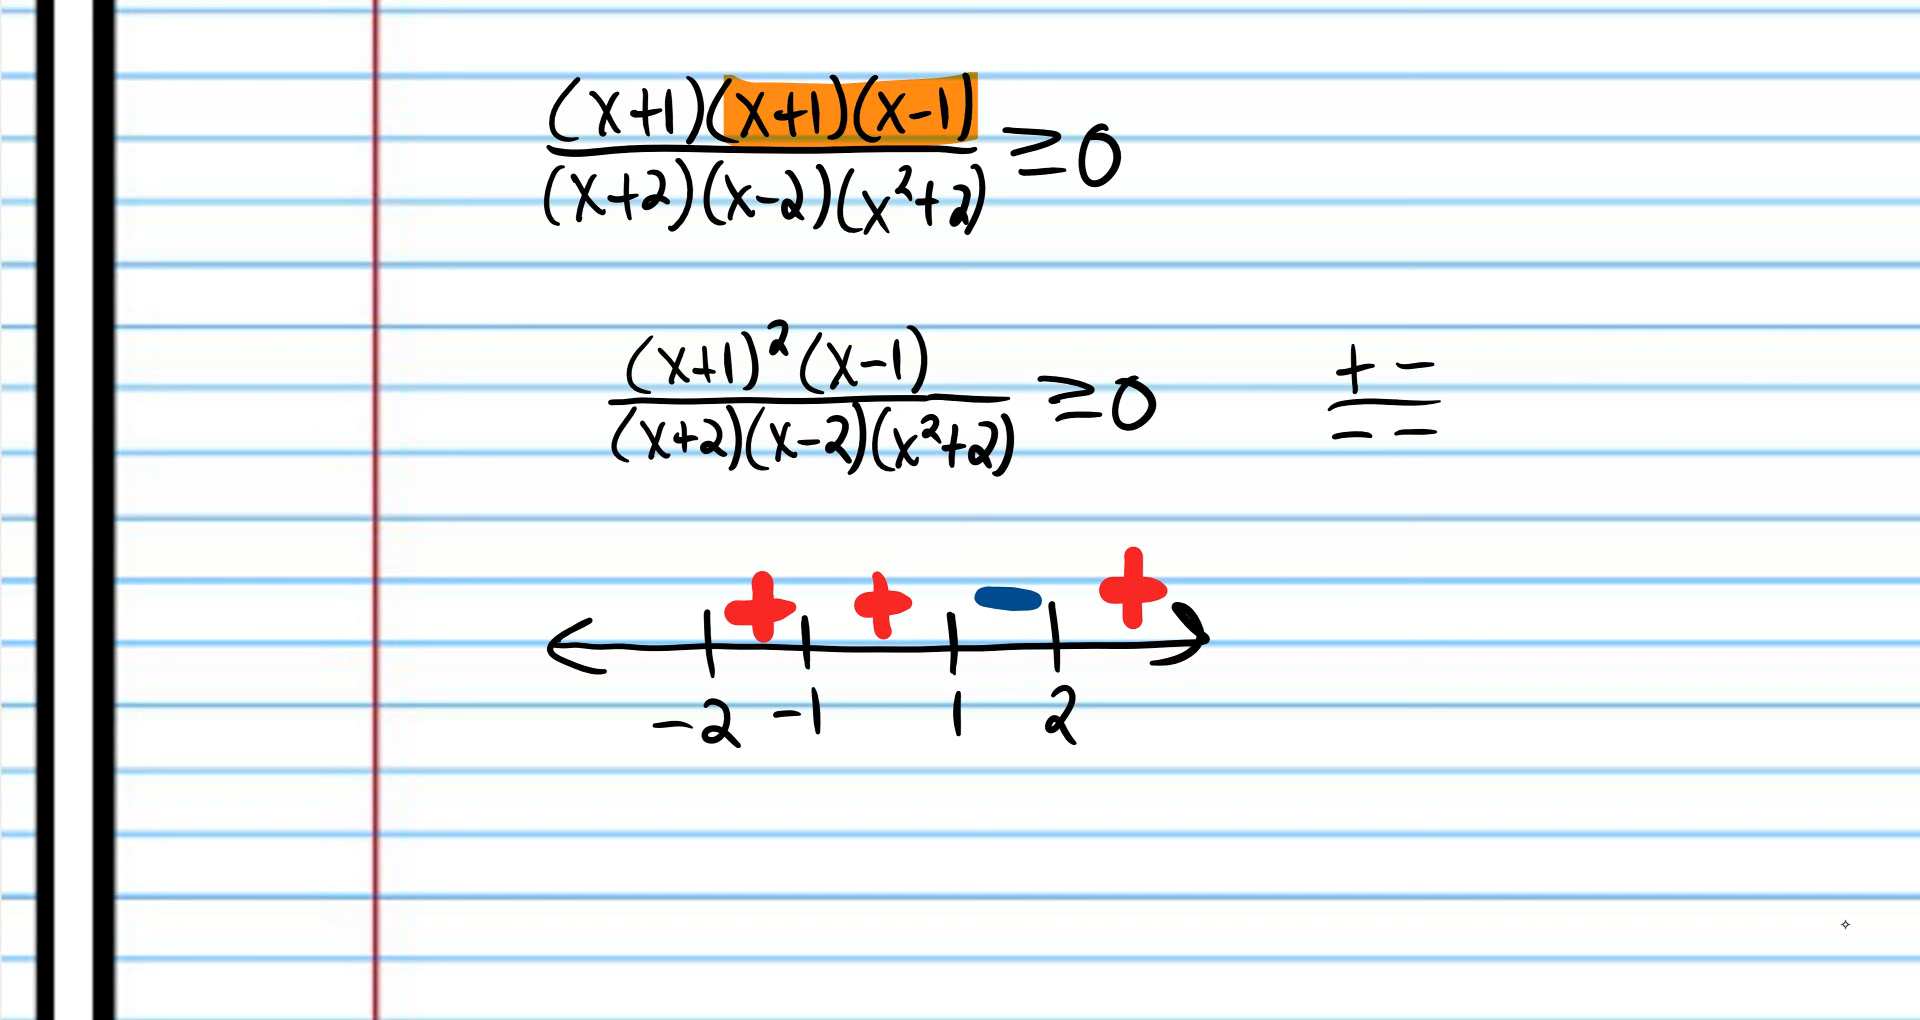 (x+1)(x+1)(x-1)
(x+2)(x-2)(x²+2) ≥0
(x+1)²(x-1)
(x+2)(x-2)(x²+2) ≥0
+ -
- -
+ + - +
-2 -1 1 2